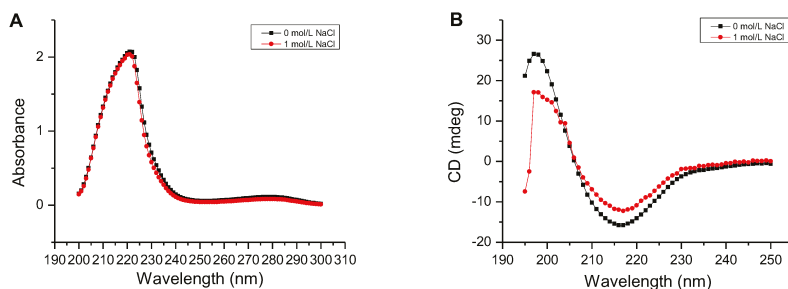 A
0 mol/L NaCl
1 mol/L NaCl
2
1
0
Absorbance
190 200 210 220 230 240 250 260 270 280 290 300 310
Wavelength (nm)
B
0 mol/L NaCl
1 mol/L NaCl
30
20
10
0
-10
-20
CD (mdeg)
190 200 210 220 230 240 250
Wavelength (nm)